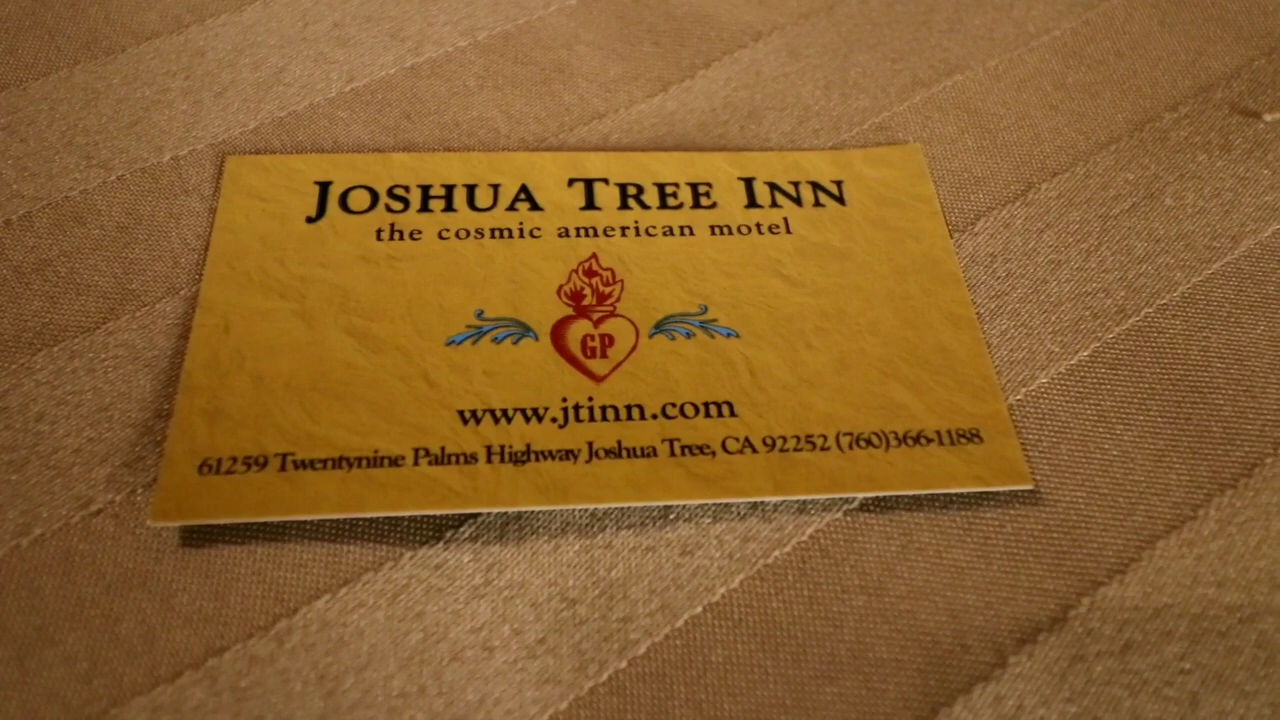 JOSHUA TREE INN
the cosmic american motel
GP
www.jtinn.com
61259 Twentynine Palms Highway Joshua Tree, CA 92252 (760)366-1188